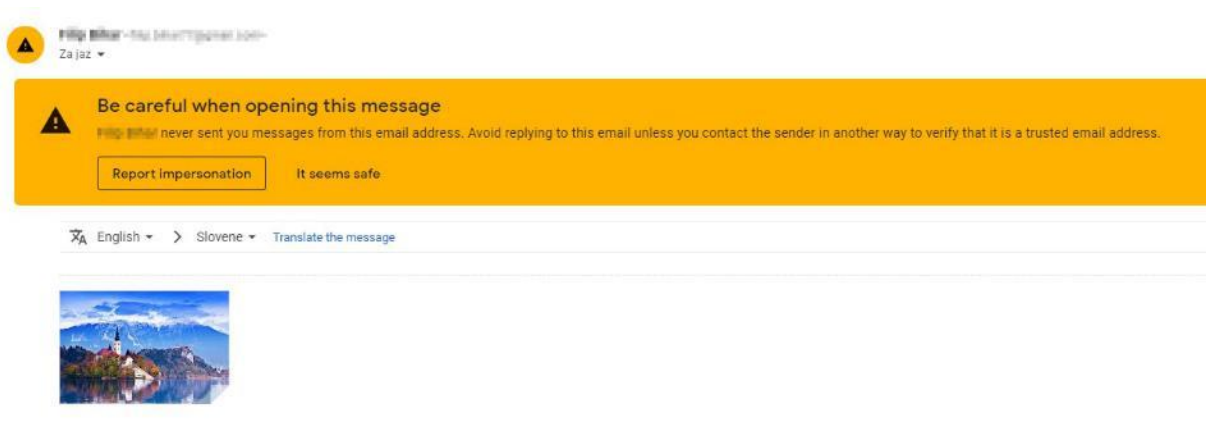 Za jaz
Be careful when opening this message
never sent you messages from this email address. Avoid replying to this email unless you contact the sender in another way to verify that it is a trusted email address.
Report impersonation
It seems safe
English > Slovene Translate the message